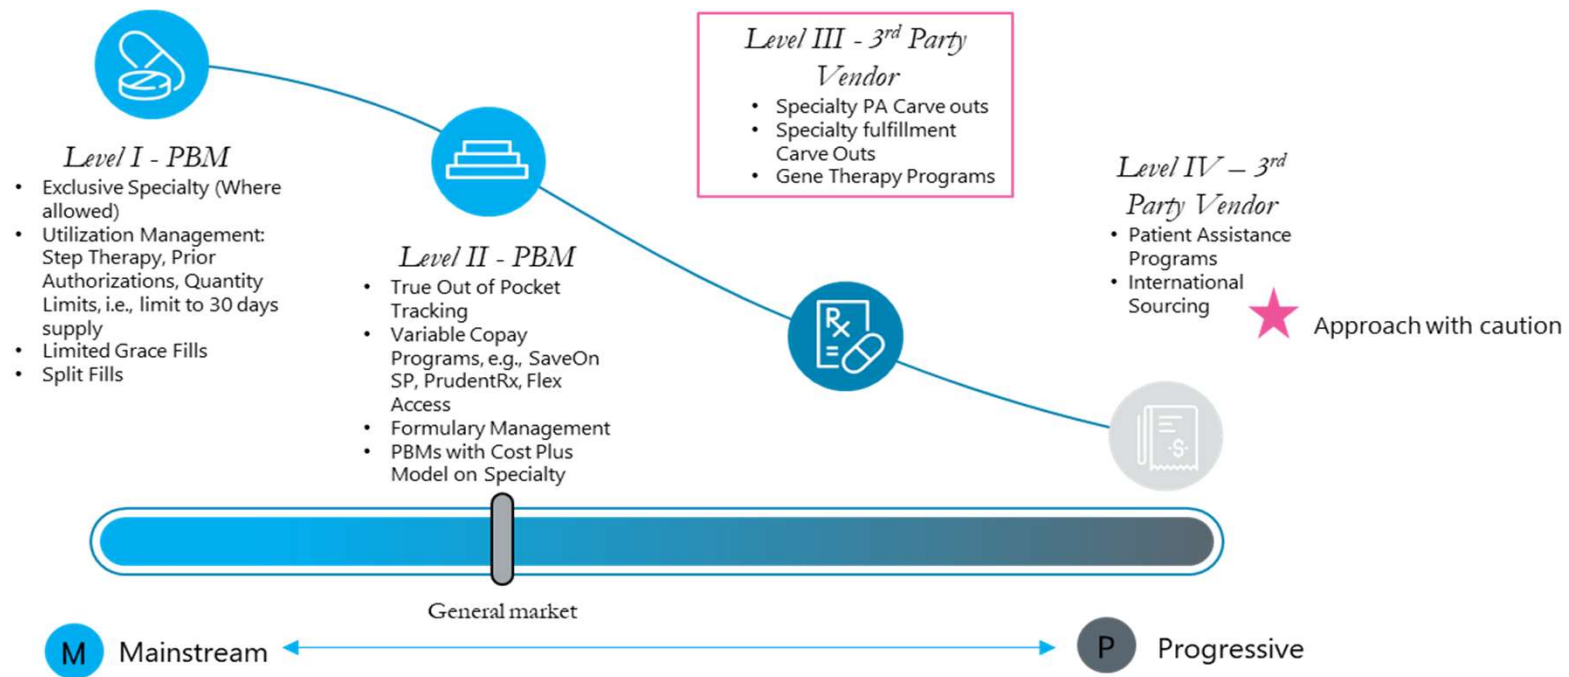 Level I - PBM
• Exclusive Specialty (Where
allowed)
• Utilization Management:
Step Therapy, Prior
Authorizations, Quantity
Limits, i.e., limit to 30 days
supply
• Limited Grace Fills
• Split Fills
Level II - PBM
• True Out of Pocket
Tracking
• Variable Copay
Programs, e.g., SaveOn
SP, PrudentRx, Flex
Access
• Formulary Management
• PBMs with Cost Plus
Model on Specialty
Level III - 3rd Party
Vendor
• Specialty PA Carve outs
• Specialty fulfillment
Carve Outs
• Gene Therapy Programs
Rx
Level IV – 3rd
Party Vendor
• Patient Assistance
Programs
• International
Sourcing
Approach with caution
-$-
General market
M Mainstream
P Progressive